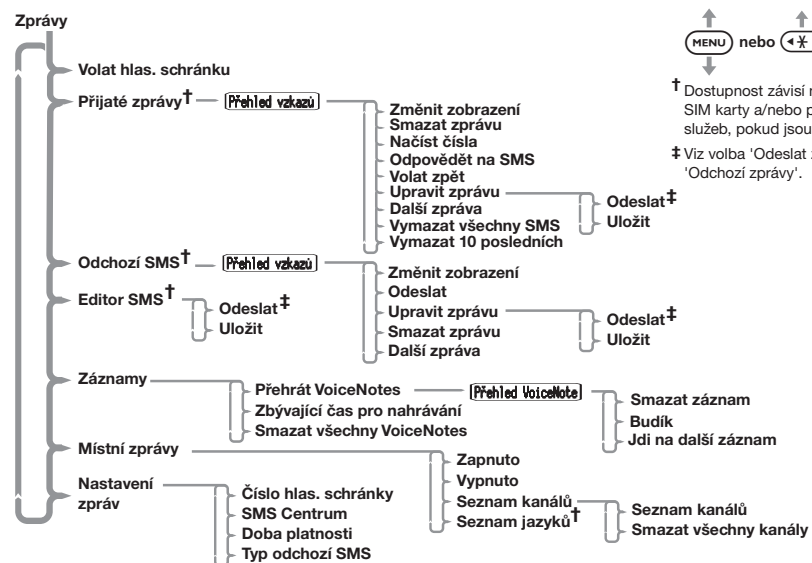 Zprávy
Volat hlas. schránku
Přijaté zprávy†
Přehled vzkazů
Změnit zobrazení
Smazat zprávu
Načíst čísla
Odpovědět na SMS
Volat zpět
Upravit zprávu
Další zpráva
Vymazat všechny SMS
Vymazat 10 posledních
Odeslat‡
Uložit
Odchozí SMS†
Přehled vzkazů
Změnit zobrazení
Odeslat
Upravit zprávu
Smazat zprávu
Další zpráva
Odeslat‡
Uložit
Editor SMS†
Odeslat‡
Uložit
Záznamy
Přehrát VoiceNotes
Zbývající čas pro nahrávání
Smazat všechny VoiceNotes
Přehled VoiceNote
Smazat záznam
Budík
Jdi na další záznam
Místní zprávy
Zapnuto
Vypnuto
Seznam kanálů
Seznam jazyků†
Seznam kanálů
Smazat všechny kanály
Nastavení
zpráv
Číslo hlas. schránky
SMS Centrum
Doba platnosti
Typ odchozí SMS
MENU nebo
† Dostupnost závisí
SIM karty a/nebo
služeb, pokud jsou
‡ Viz volba 'Odeslat
'Odchozí zprávy'.